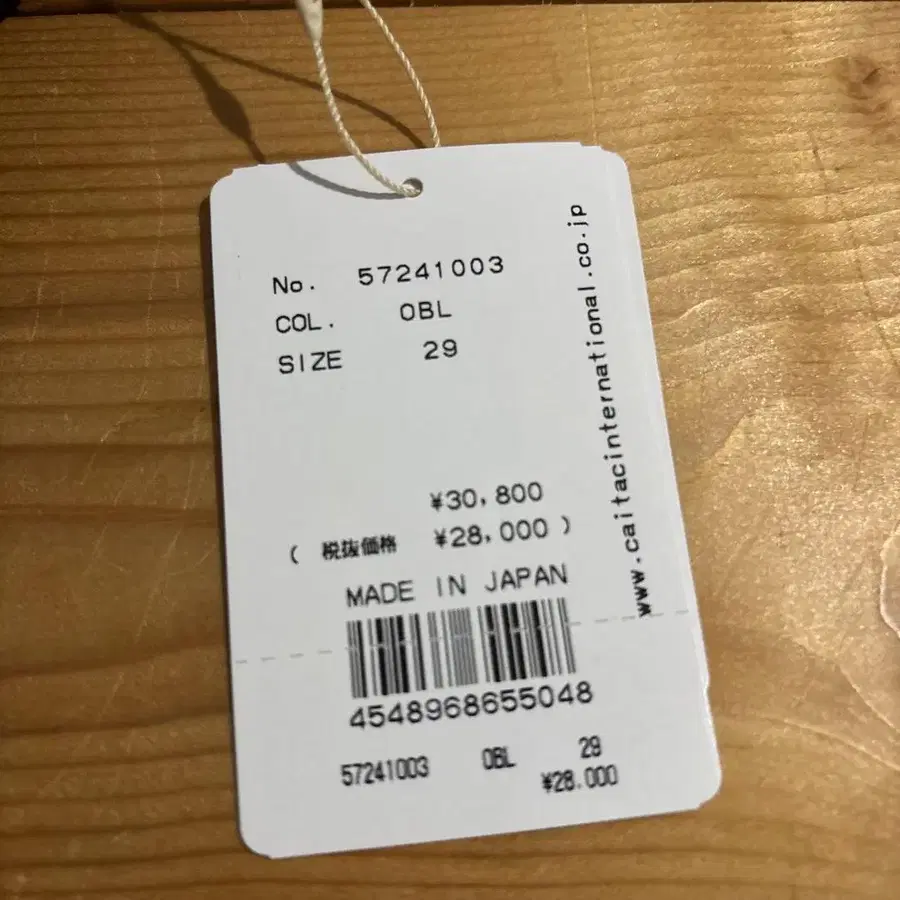 No. 57241003
COL. OBL
SIZE 29
¥30,800
( 税抜価格 ¥28,000 )
MADE IN JAPAN
4548968655048
57241003 OBL 29
¥28.000
www.caitacinternational.co.jp